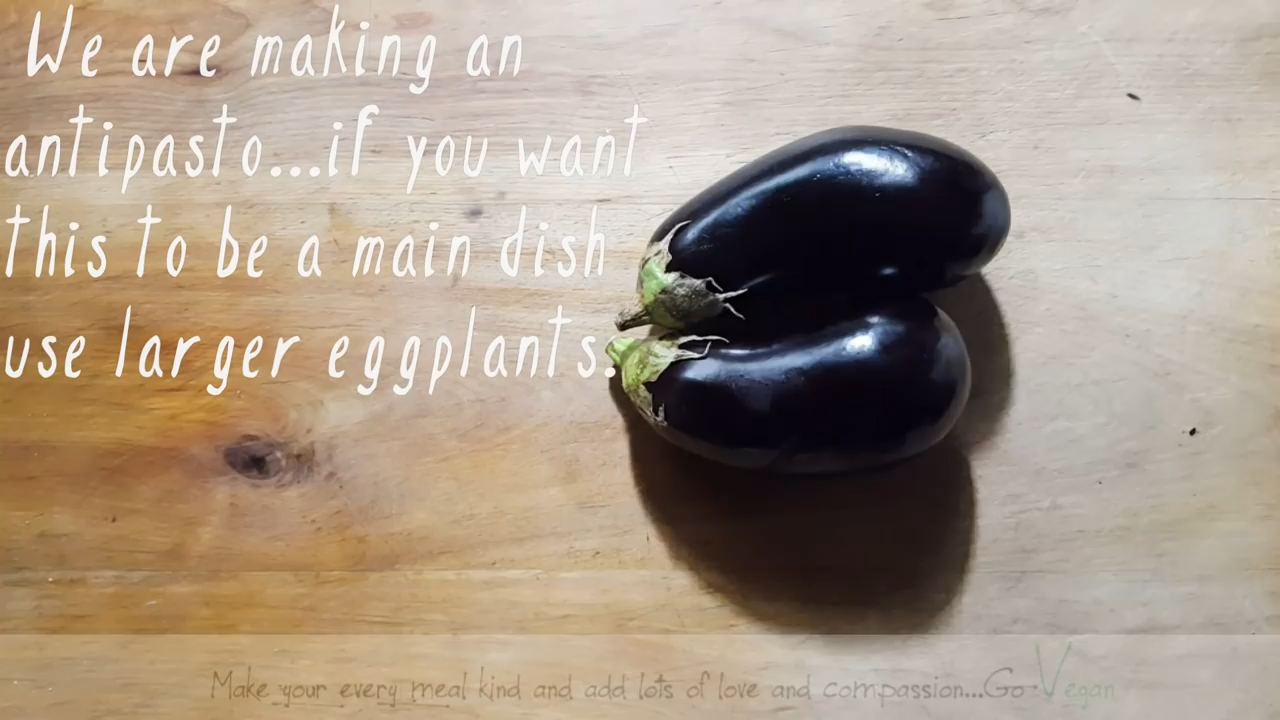 We are making an
antipasto...if you want
this to be a main dish
use larger eggplants.
Make your every meal kind and add lots of love and compassion...Go Vegan